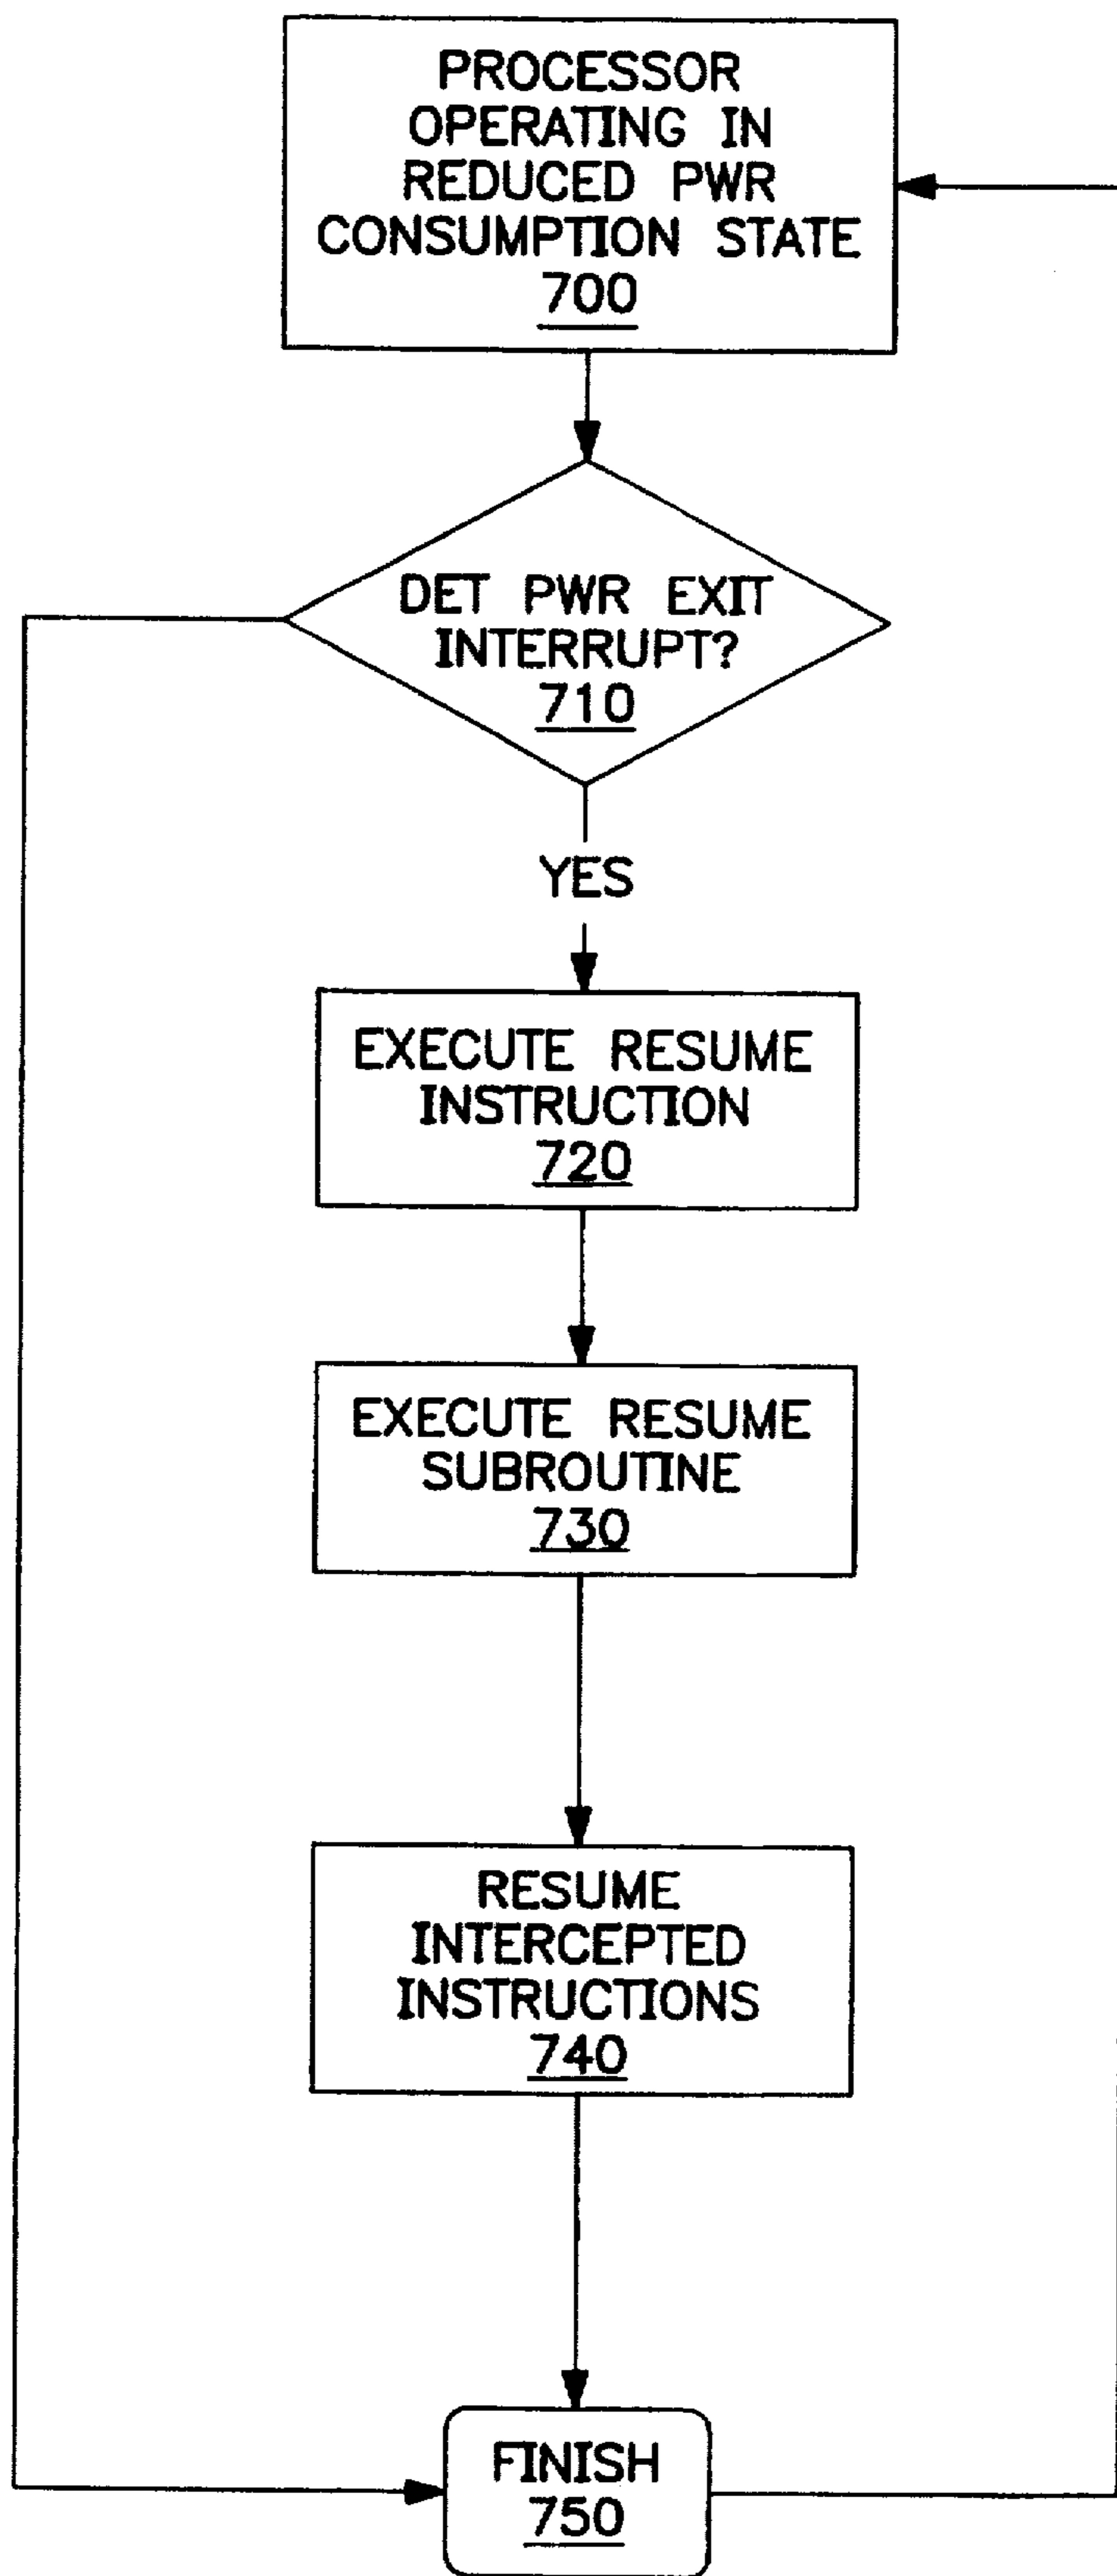 PROCESSOR
OPERATING IN
REDUCED PWR
CONSUMPTION STATE
700
DET PWR EXIT
INTERRUPT?
710
YES
EXECUTE RESUME
INSTRUCTION
720
EXECUTE RESUME
SUBROUTINE
730
RESUME
INTERCEPTED
INSTRUCTIONS
740
FINISH
750